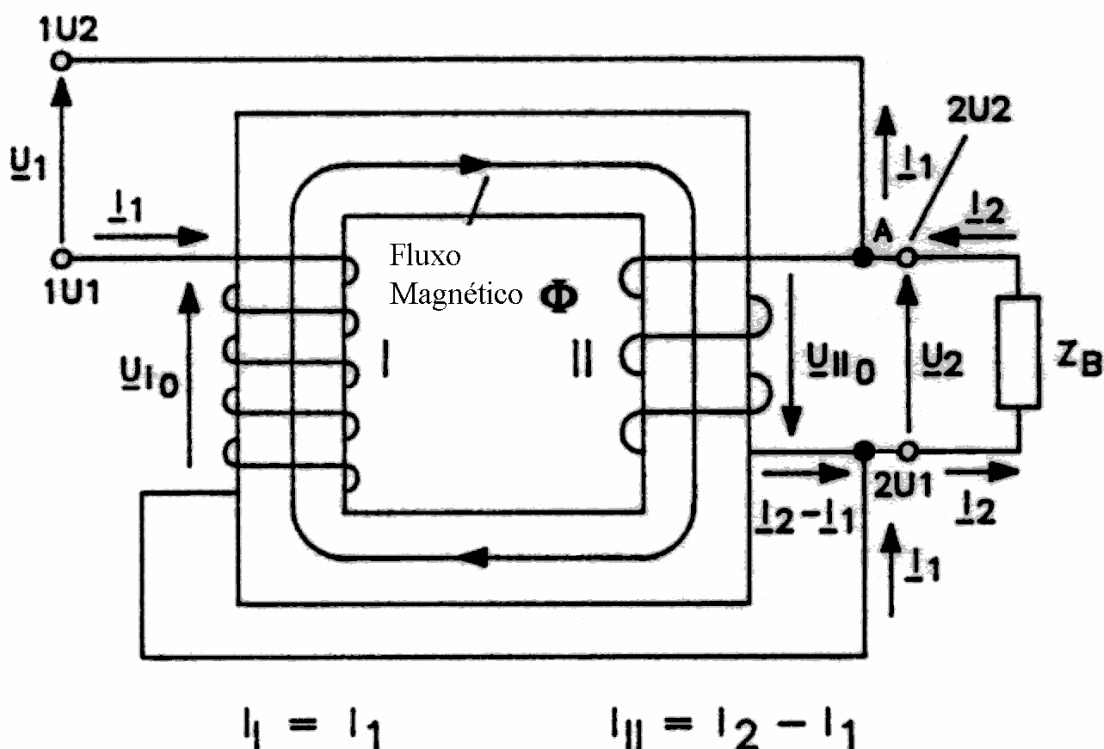 1U2
2U2
U1
I1
I1
A
I2
1U1
Fluxo
Magnético Φ
UI0
I
II
UII0
U2
ZB
2U1
I2-I1
I2
I1
II = I1
III = I2 - I1